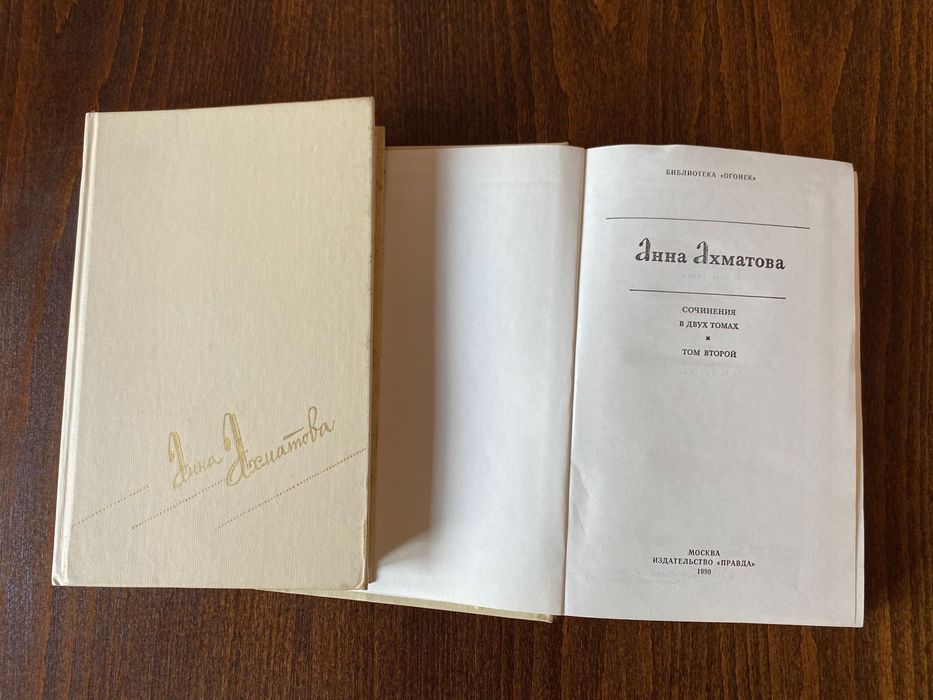 Анна Ахматова
БИБЛИОТЕКА «ОГОНЕК»
Анна Ахматова
СОЧИНЕНИЯ
В ДВУХ ТОМАХ
ТОМ ВТОРОЙ
МОСКВА
ИЗДАТЕЛЬСТВО «ПРАВДА»
1990